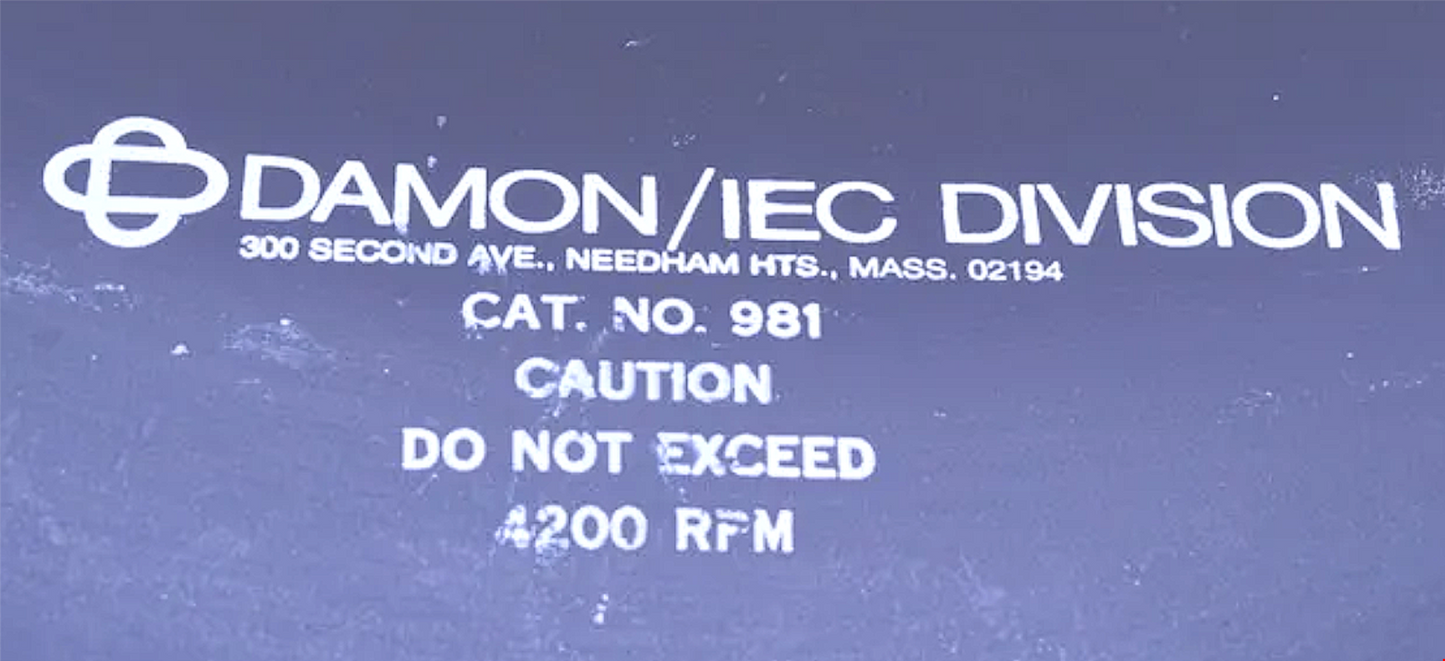 DAMON/IEC DIVISION
300 SECOND AVE., NEEDHAM HTS., MASS. 02194
CAT. NO. 981
CAUTION
DO NOT EXCEED
4200 RPM